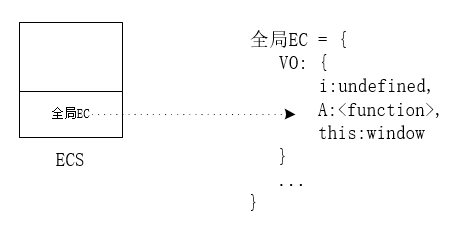 全局EC
ECS
全局EC = {
VO: {
i:undefined,
A:<function>,
this:window
}
...
}